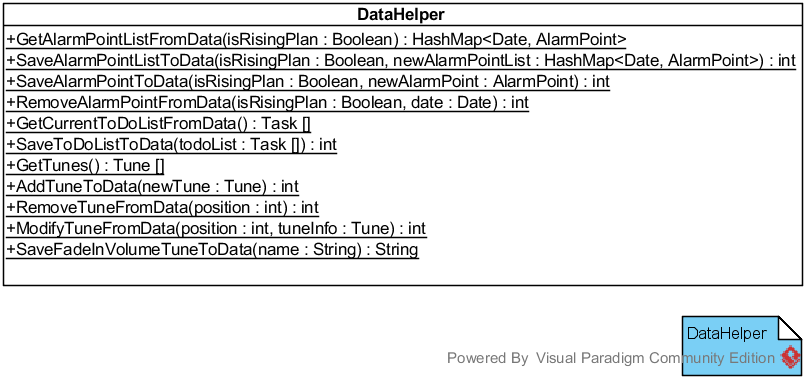 DataHelper
+GetAlarmPointListFromData(isRisingPlan : Boolean) : HashMap<Date, AlarmPoint>
+SaveAlarmPointListToData(isRisingPlan : Boolean, newAlarmPointList : HashMap<Date, AlarmPoint>) : int
+SaveAlarmPointToData(isRisingPlan : Boolean, newAlarmPoint : AlarmPoint) : int
+RemoveAlarmPointFromData(isRisingPlan : Boolean, date : Date) : int
+GetCurrentToDoListFromData() : Task []
+SaveToDoListToData(todoList : Task []) : int
+GetTunes() : Tune []
+AddTuneToData(newTune : Tune) : int
+RemoveTuneFromData(position : int) : int
+ModifyTuneFromData(position : int, tuneInfo : Tune) : int
+SaveFadeInVolumeTuneToData(name : String) : String
DataHelper
Powered By Visual Paradigm Community Edition